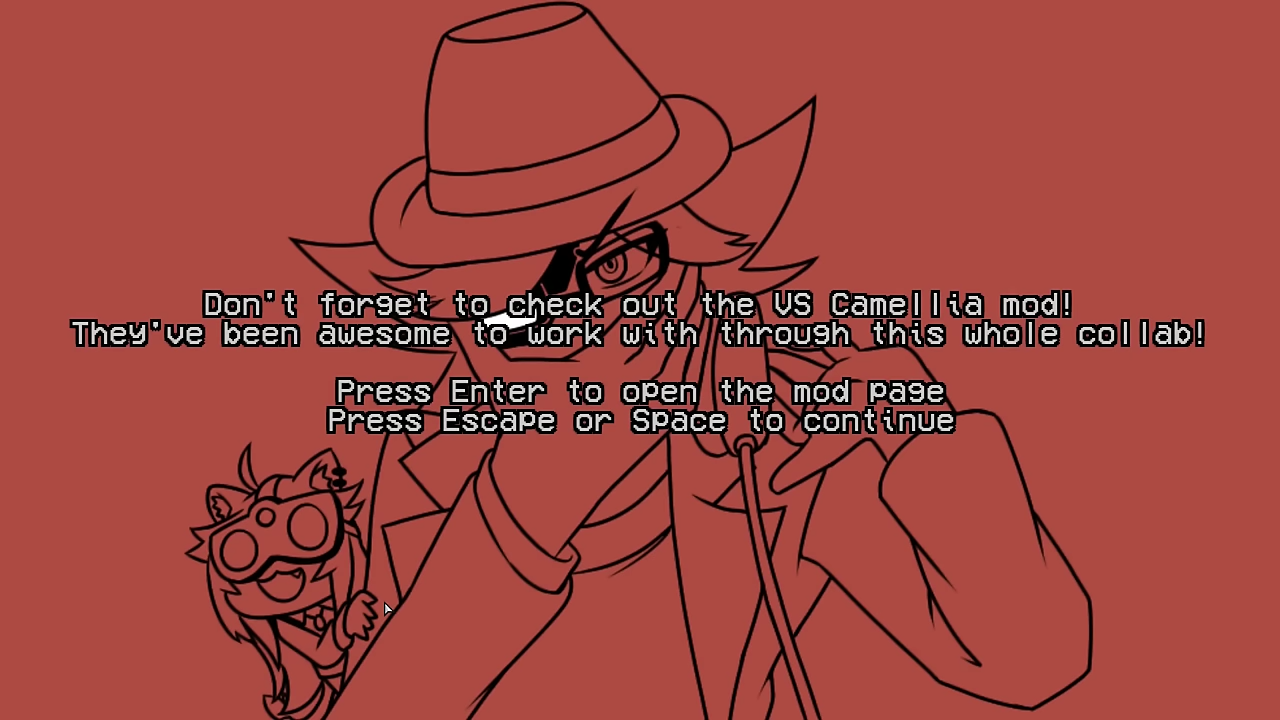 Don't forget to check out the VS Camellia mod!
They've been awesome to work with through this whole collab!
Press Enter to open the mod page
Press Escape or Space to continue